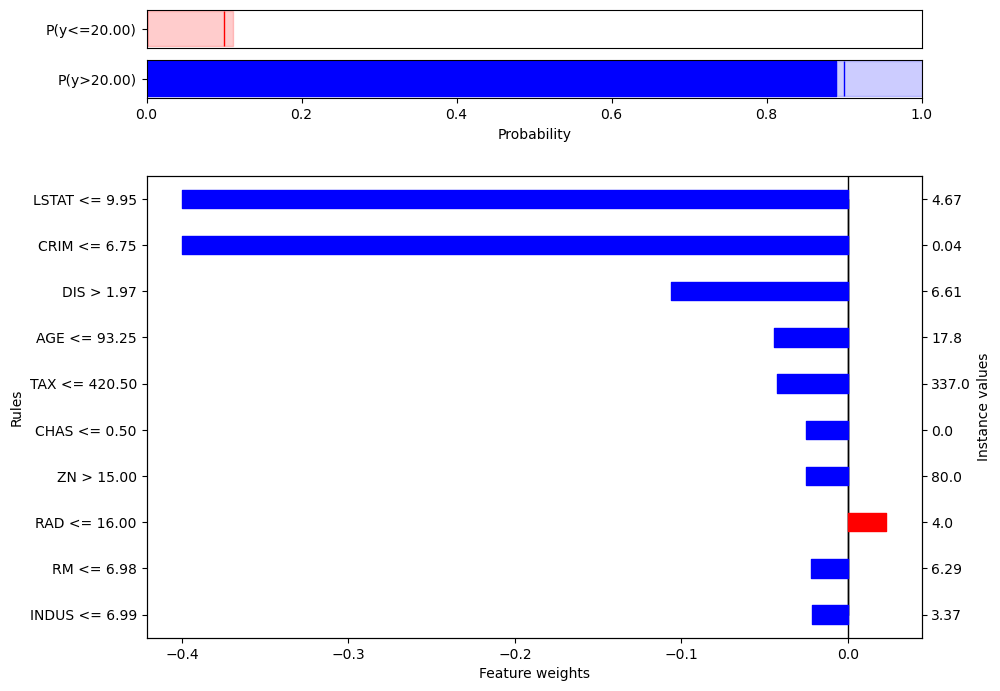 P(y<=20.00)
P(y>20.00)
0.0 0.2 0.4 0.6 0.8 1.0
Probability
Rules
LSTAT <= 9.95 4.67
CRIM <= 6.75 0.04
DIS > 1.97 6.61
AGE <= 93.25 17.8
TAX <= 420.50 337.0
CHAS <= 0.50 0.0
ZN > 15.00 80.0
RAD <= 16.00 4.0
RM <= 6.98 6.29
INDUS <= 6.99 3.37
Instance values
−0.4 −0.3 −0.2 −0.1 0.0
Feature weights